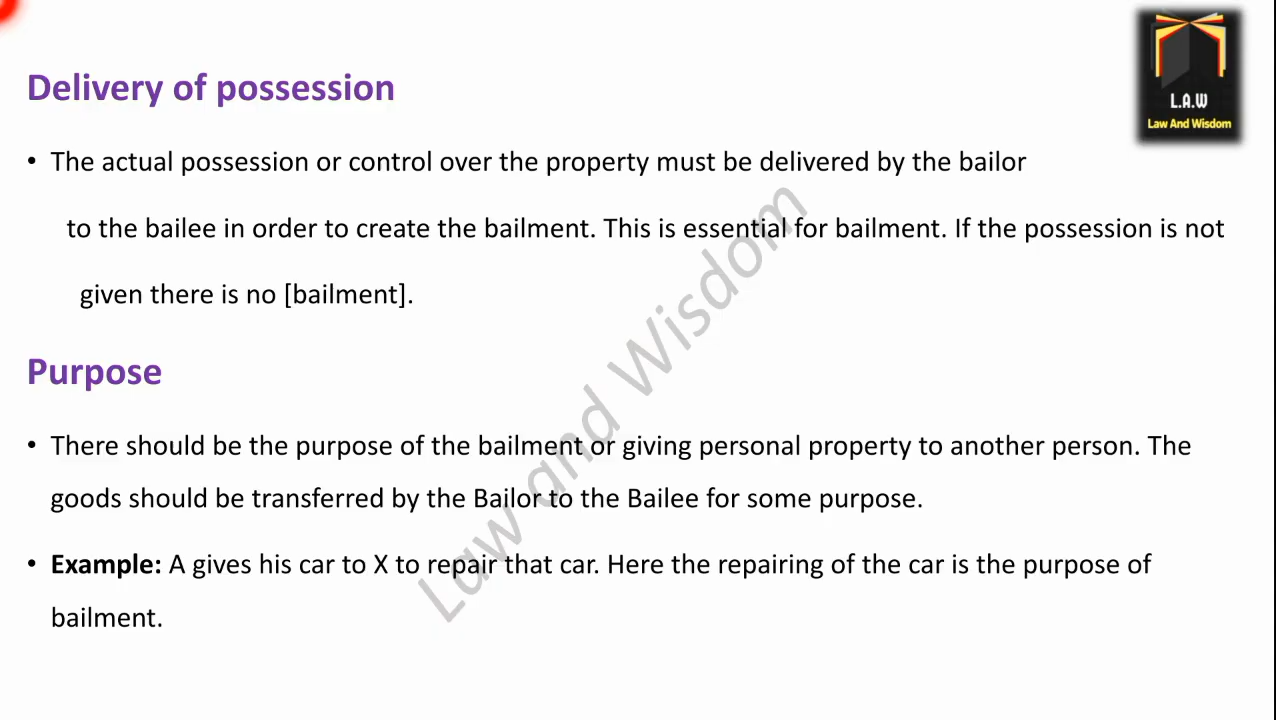 L.A.W
Law And Wisdom
Delivery of possession
• The actual possession or control over the property must be delivered by the bailor
to the bailee in order to create the bailment. This is essential for bailment. If the possession is not
given there is no [bailment].
Purpose
• There should be the purpose of the bailment or giving personal property to another person. The
goods should be transferred by the Bailor to the Bailee for some purpose.
• Example: A gives his car to X to repair that car. Here the repairing of the car is the purpose of
bailment.
Law and Wisdom